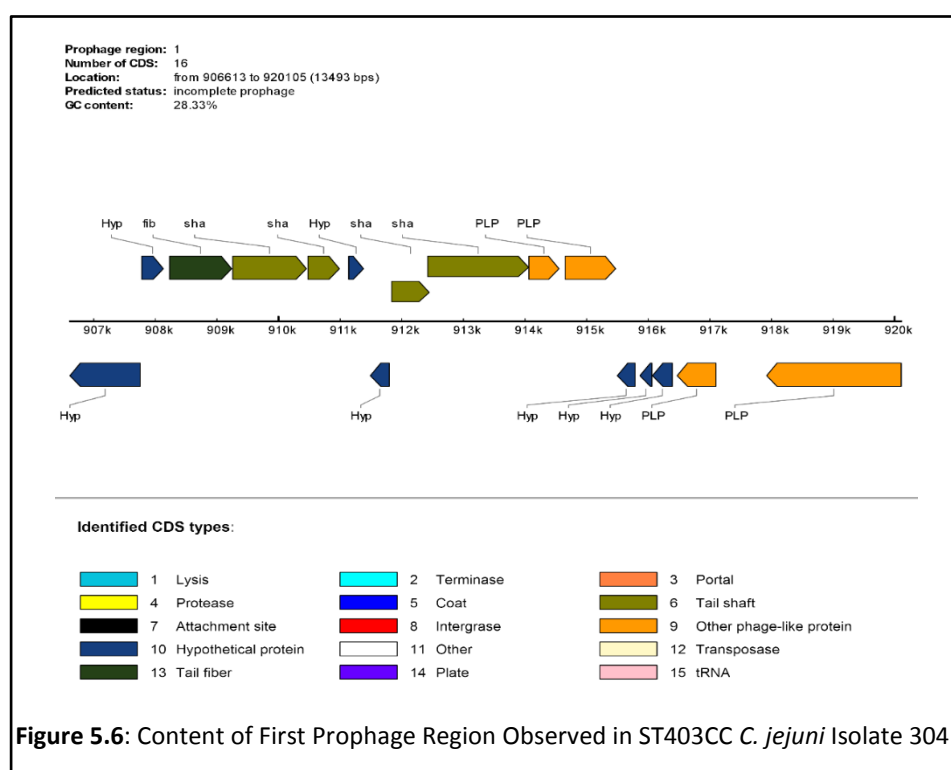 Prophage region: 1
Number of CDS: 16
Location: from 906613 to 920105 (13493 bps)
Predicted status: incomplete prophage
GC content: 28.33%
Hyp fib sha sha Hyp sha sha PLP PLP
907k 908k 909k 910k 911k 912k 913k 914k 915k 916k 917k 918k 919k 920k
Hyp Hyp Hyp Hyp Hyp PLP PLP
Identified CDS types:
1 Lysis 2 Terminase 3 Portal
4 Protease 5 Coat 6 Tail shaft
7 Attachment site 8 Intergrase 9 Other phage-like protein
10 Hypothetical protein 11 Other 12 Transposase
13 Tail fiber 14 Plate 15 tRNA
Figure 5.6: Content of First Prophage Region Observed in ST403CC C. jejuni Isolate 304